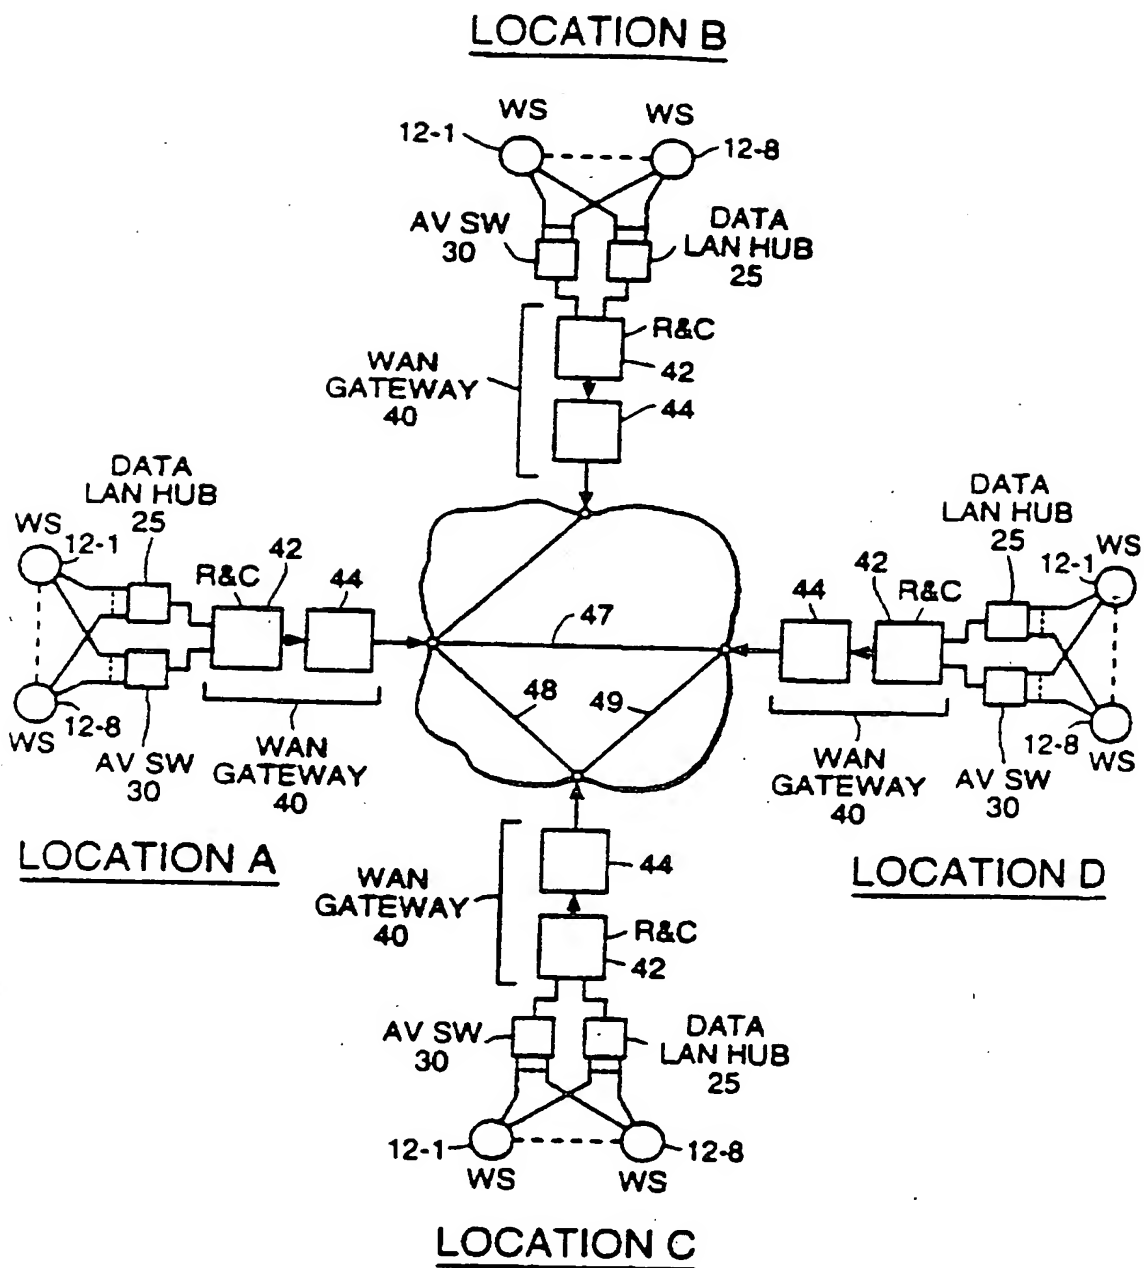 LOCATION B
WS
WS
12-1
12-8
AV SW
30
DATA
LAN HUB
25
R&C
42
WAN
GATEWAY
40
44
DATA
LAN HUB
25
WS
12-1
R&C
42
44
12-8
WS
AV SW
30
WAN
GATEWAY
40
LOCATION A
47
48
49
DATA
LAN HUB
25
WS
12-1
42
R&C
44
12-8
WS
AV SW
30
WAN
GATEWAY
40
LOCATION D
44
WAN
GATEWAY
40
R&C
42
AV SW
30
DATA
LAN HUB
25
12-1
12-8
WS
WS
LOCATION C